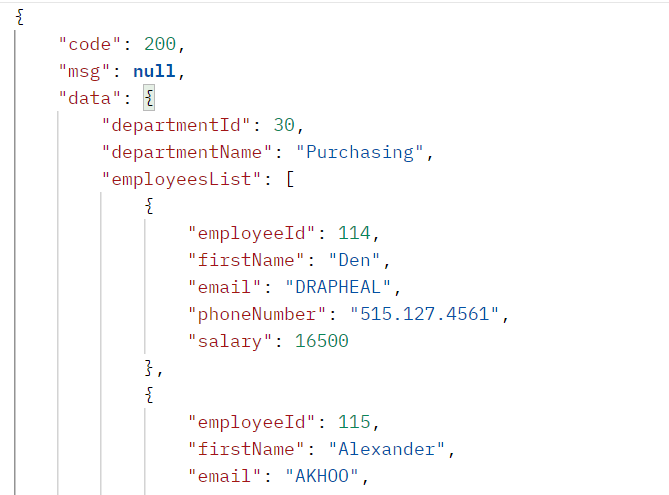 {
"code": 200,
"msg": null,
"data": {
"departmentId": 30,
"departmentName": "Purchasing",
"employeesList": [
{
"employeeId": 114,
"firstName": "Den",
"email": "DRAPHEAL",
"phoneNumber": "515.127.4561",
"salary": 16500
},
{
"employeeId": 115,
"firstName": "Alexander",
"email": "AKHOO",